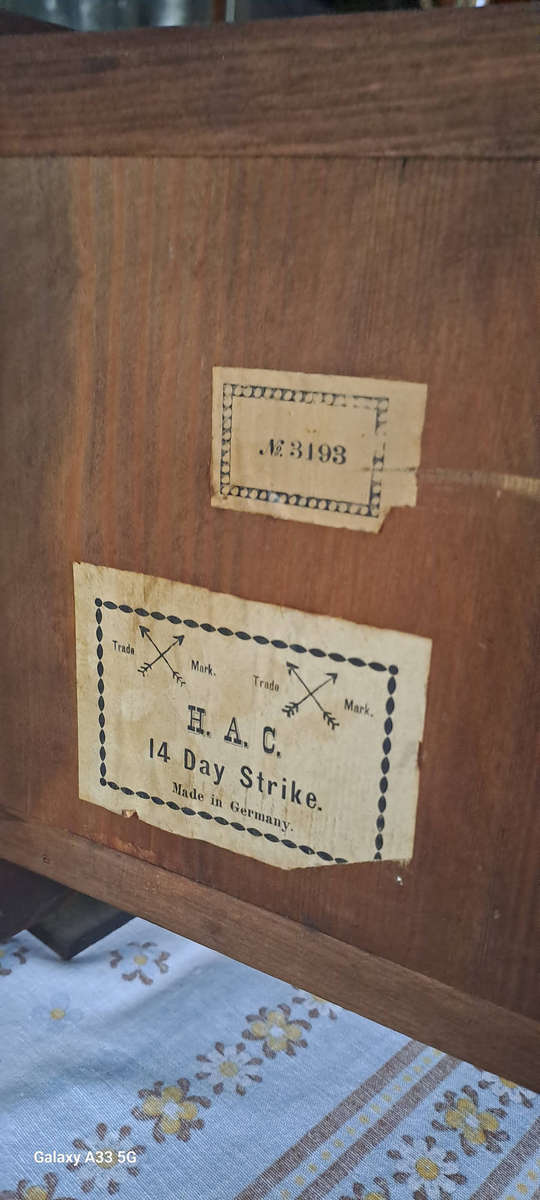 № 3193
Trade Mark.
Trade Mark.
H. A. C.
14 Day Strike.
Made in Germany.
Galaxy A33 5G